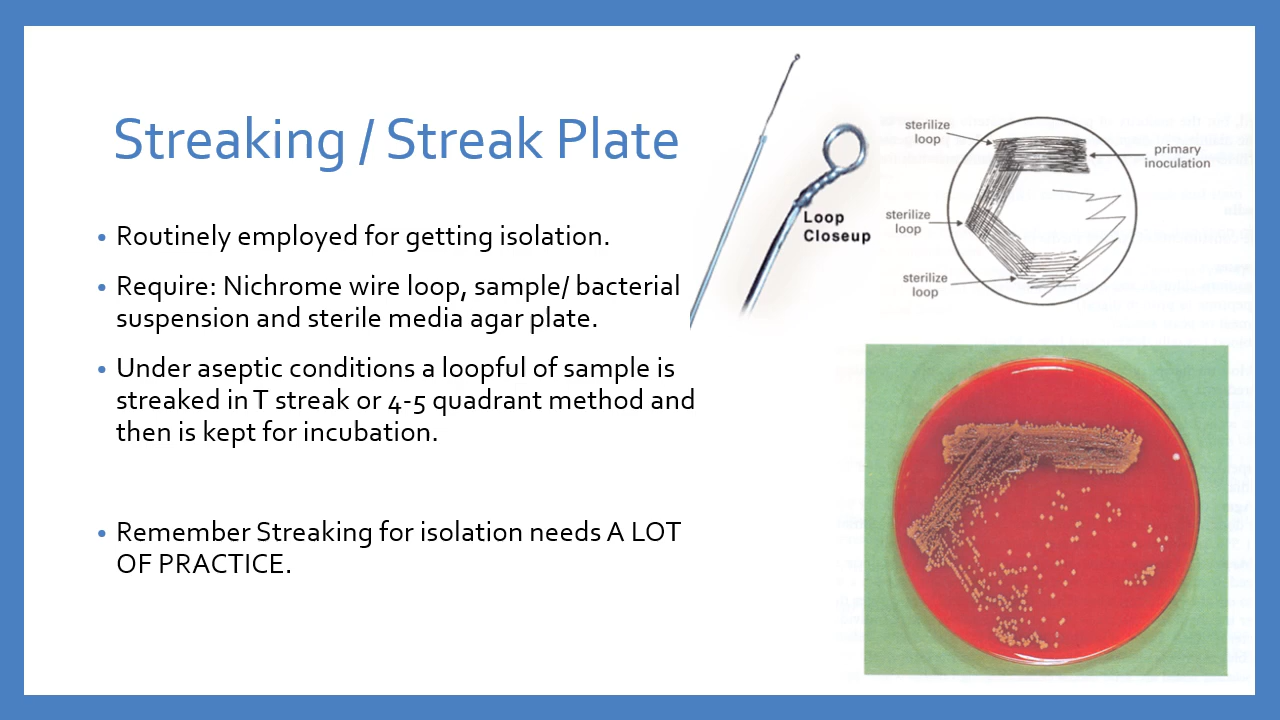 Streaking / Streak Plate
• Routinely employed for getting isolation.
• Require: Nichrome wire loop, sample/ bacterial
suspension and sterile media agar plate.
• Under aseptic conditions a loopful of sample is
streaked in T streak or 4-5 quadrant method and
then is kept for incubation.
• Remember Streaking for isolation needs A LOT
OF PRACTICE.
Loop
Closeup
sterilize
loop
primary
inoculation
sterilize
loop
sterilize
loop